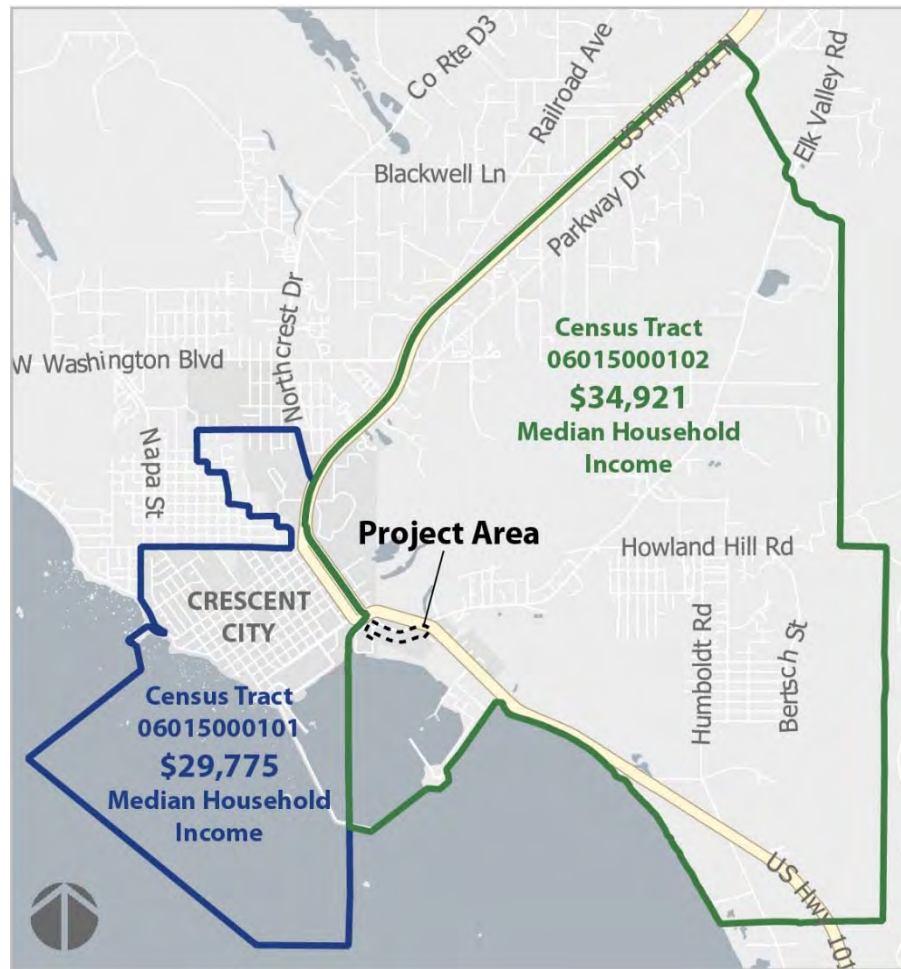 Co Rte D3
Railroad Ave
US Hwy 101 N
Elk Valley Rd
Blackwell Ln
Parkway Dr
Northcrest Dr
W Washington Blvd
Census Tract
06015000102
$34,921
Median Household
Income
Napa St
Project Area
Howland Hill Rd
CRESCENT
CITY
Humboldt Rd
Bertsch St
Census Tract
06015000101
$29,775
Median Household
Income
US Hwy 101